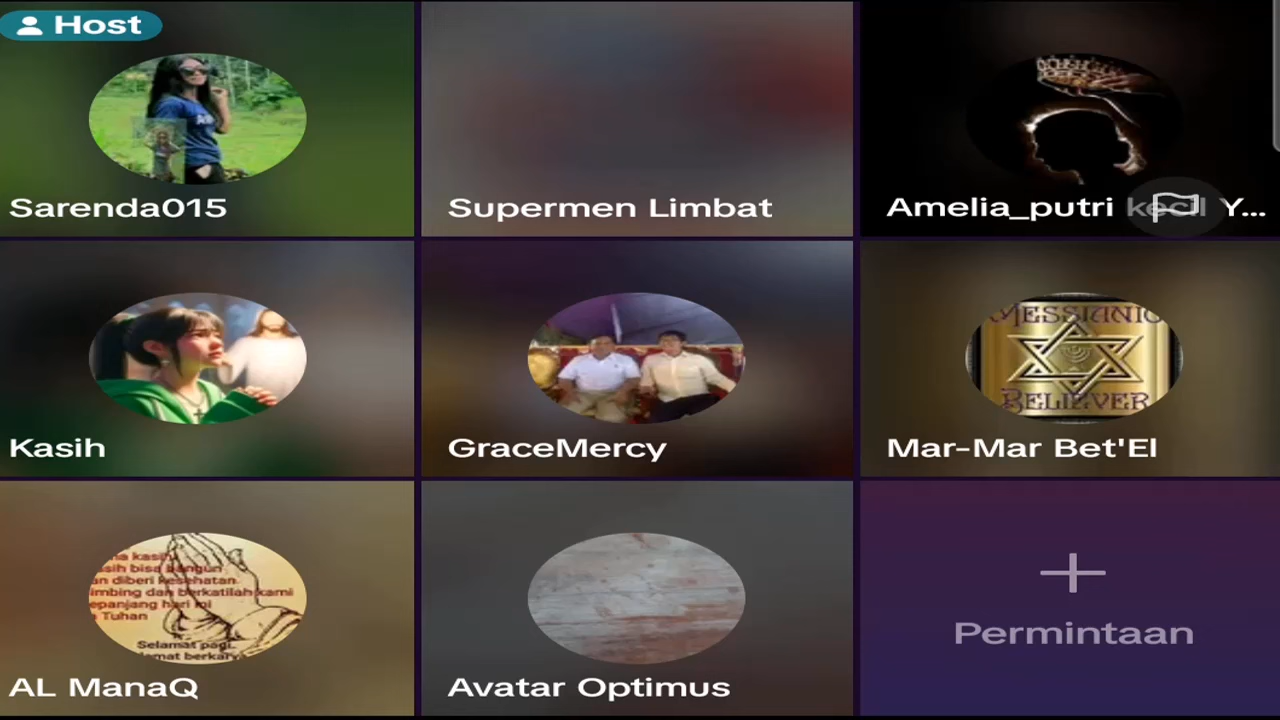 Host
Sarenda015
Supermen Limbat
Amelia_putri kecil Y...
Kasih
GraceMercy
MESSIANIC
BELIEVER
Mar-Mar Bet'El
kasih
bisa bangun
diberi kesehatan
dan berkatilah kami
epanjang hari ini
Tuhan
Selamat pagi
AL ManaQ
Avatar Optimus
Permintaan